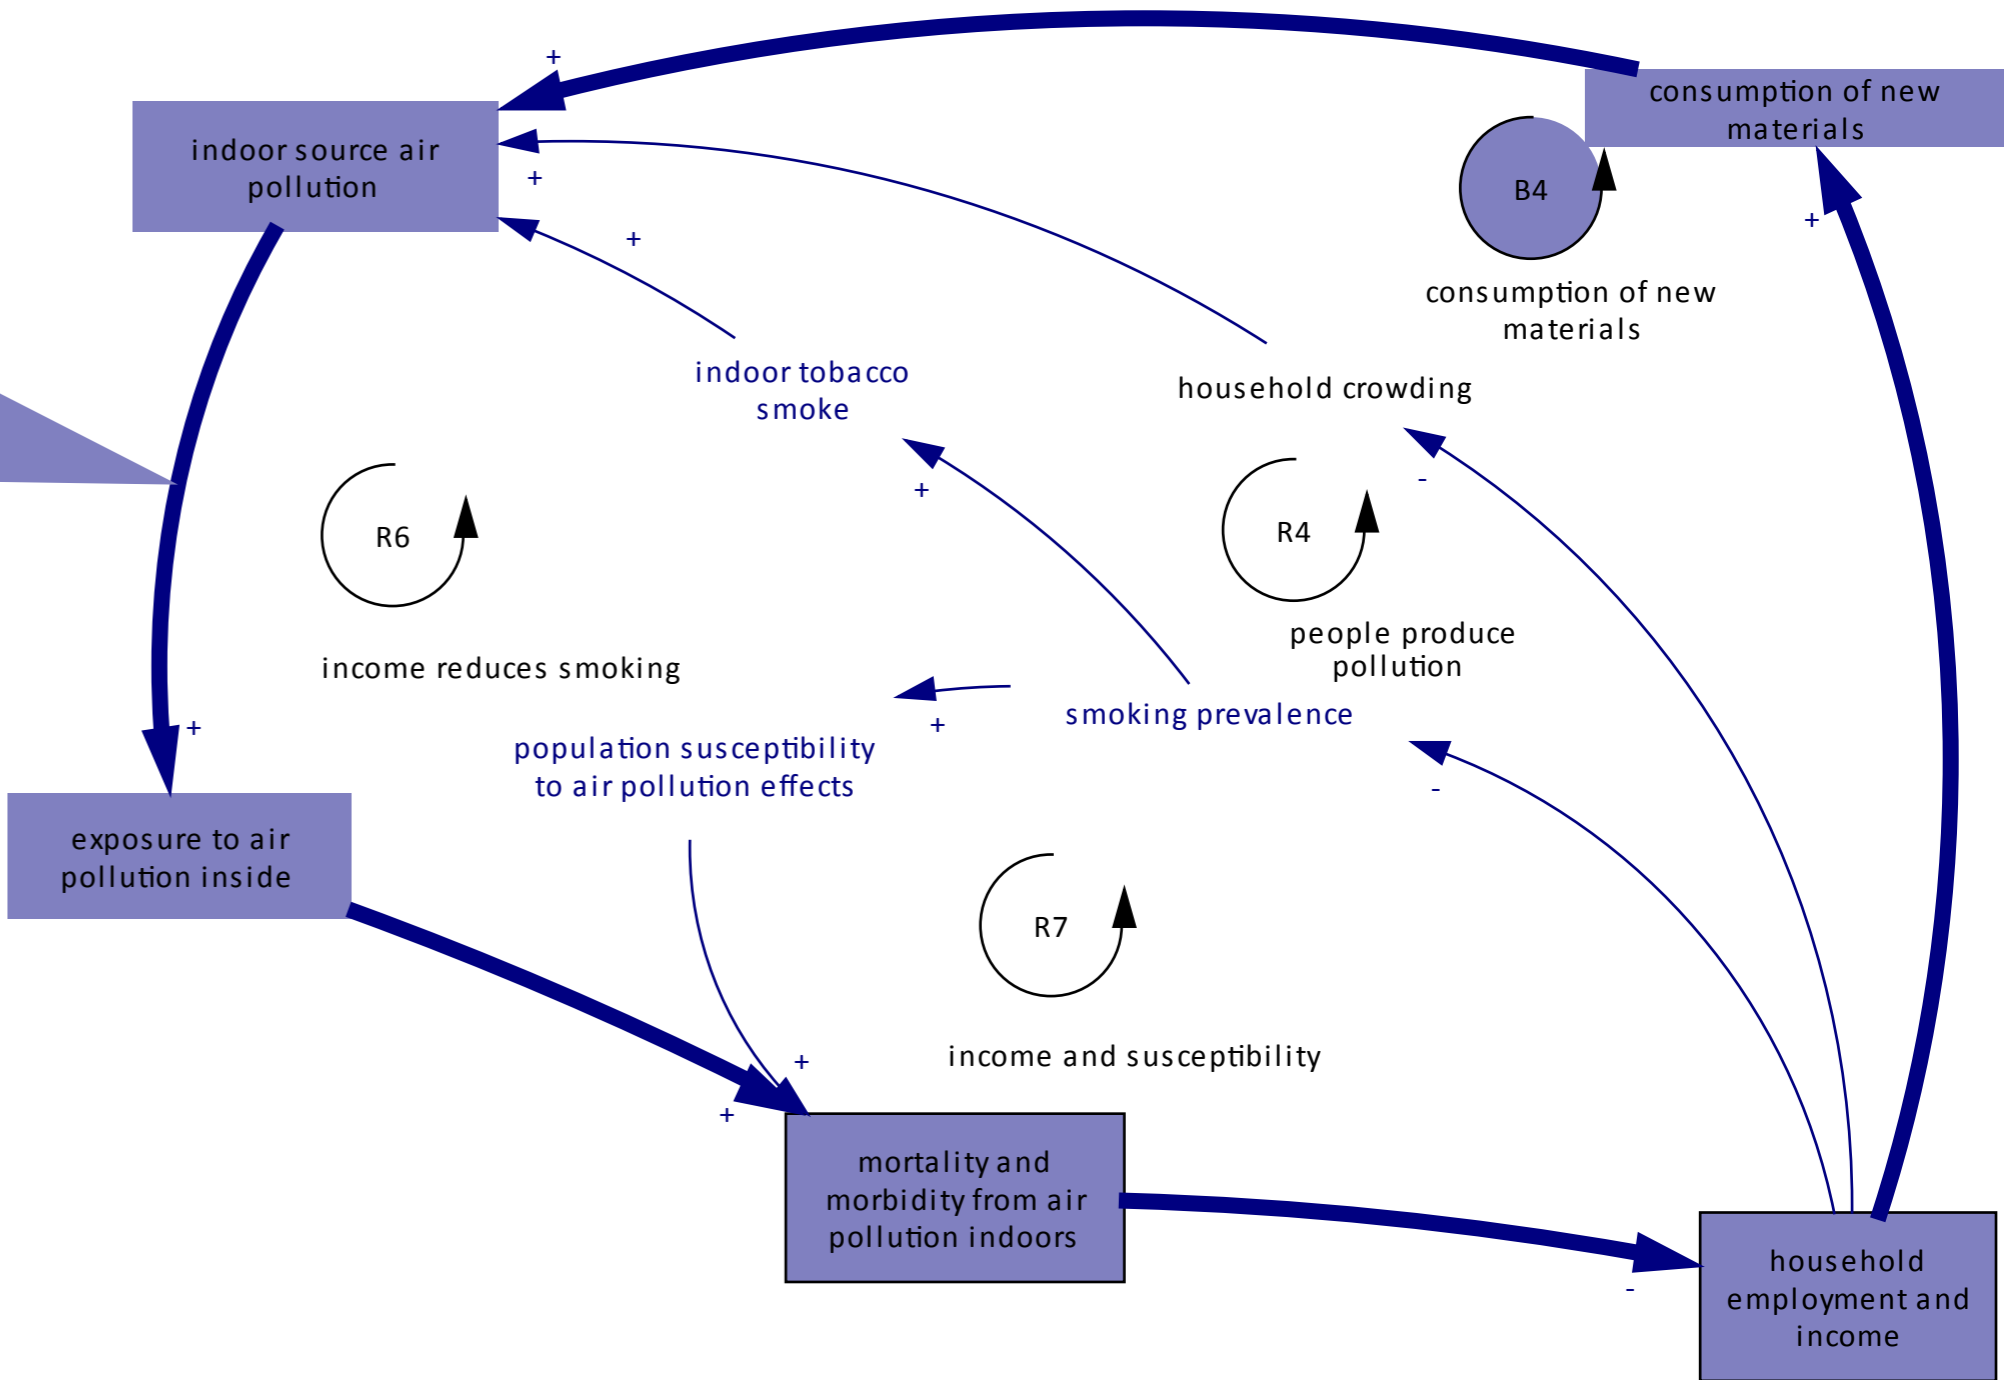 +
consumption of new
materials
indoor source air
pollution
+
B4
+
+
consumption of new
materials
indoor tobacco
smoke
household crowding
+
-
R6
R4
people produce
pollution
income reduces smoking
smoking prevalence
+
+
population susceptibility
to air pollution effects
-
exposure to air
pollution inside
R7
income and susceptibility
+
+
mortality and
morbidity from air
pollution indoors
-
household
employment and
income